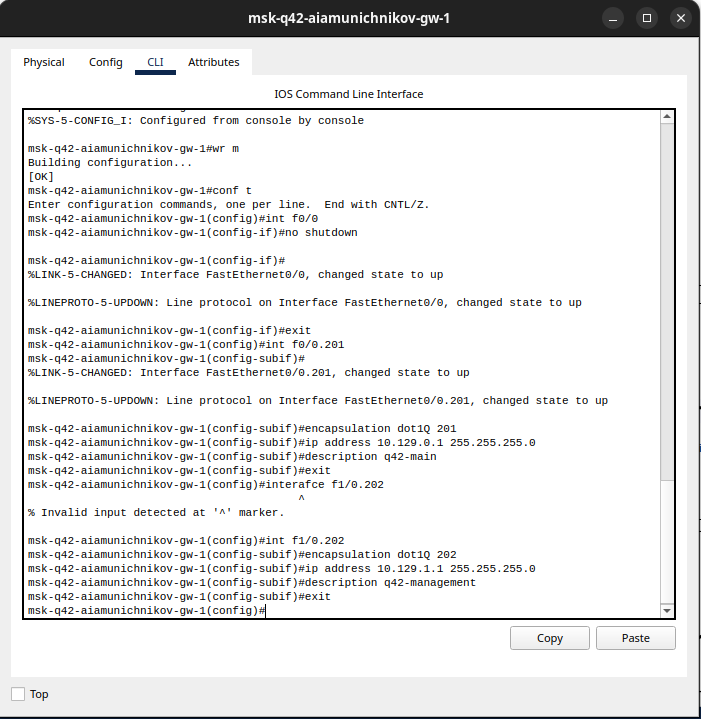 msk-q42-aiamunichnikov-gw-1
Physical Config CLI Attributes
IOS Command Line Interface
%SYS-5-CONFIG_I: Configured from console by console
msk-q42-aiamunichnikov-gw-1#wr m
Building configuration...
[OK]
msk-q42-aiamunichnikov-gw-1#conf t
Enter configuration commands, one per line.  End with CNTL/Z.
msk-q42-aiamunichnikov-gw-1(config)#int f0/0
msk-q42-aiamunichnikov-gw-1(config-if)#no shutdown
msk-q42-aiamunichnikov-gw-1(config-if)#
%LINK-5-CHANGED: Interface FastEthernet0/0, changed state to up
%LINEPROTO-5-UPDOWN: Line protocol on Interface FastEthernet0/0, changed state to up
msk-q42-aiamunichnikov-gw-1(config-if)#exit
msk-q42-aiamunichnikov-gw-1(config)#int f0/0.201
msk-q42-aiamunichnikov-gw-1(config-subif)#
%LINK-5-CHANGED: Interface FastEthernet0/0.201, changed state to up
%LINEPROTO-5-UPDOWN: Line protocol on Interface FastEthernet0/0.201, changed state to up
msk-q42-aiamunichnikov-gw-1(config-subif)#encapsulation dot1Q 201
msk-q42-aiamunichnikov-gw-1(config-subif)#ip address 10.129.0.1 255.255.255.0
msk-q42-aiamunichnikov-gw-1(config-subif)#description q42-main
msk-q42-aiamunichnikov-gw-1(config-subif)#exit
msk-q42-aiamunichnikov-gw-1(config)#interafce f1/0.202
^
% Invalid input detected at '^' marker.
msk-q42-aiamunichnikov-gw-1(config)#int f1/0.202
msk-q42-aiamunichnikov-gw-1(config-subif)#encapsulation dot1Q 202
msk-q42-aiamunichnikov-gw-1(config-subif)#ip address 10.129.1.1 255.255.255.0
msk-q42-aiamunichnikov-gw-1(config-subif)#description q42-management
msk-q42-aiamunichnikov-gw-1(config-subif)#exit
msk-q42-aiamunichnikov-gw-1(config)#
Copy Paste
Top